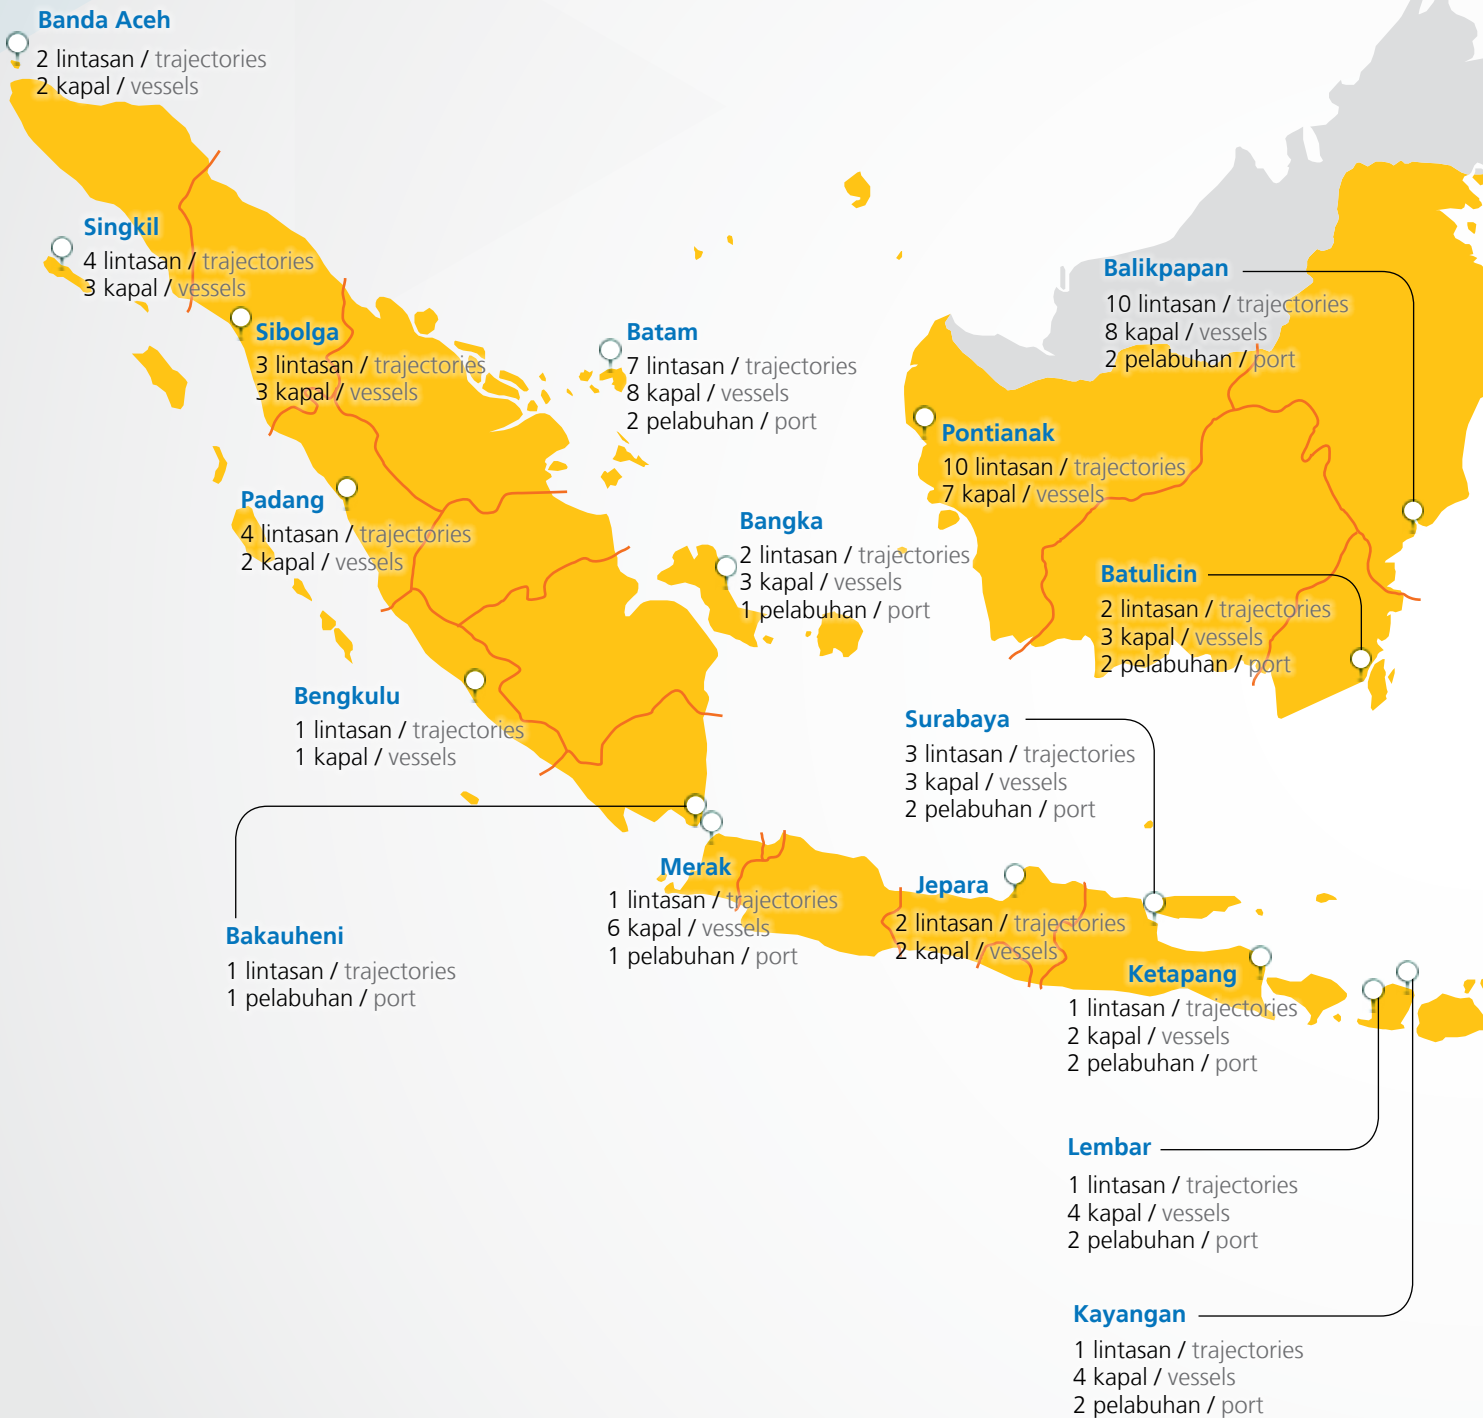 Banda Aceh
2 lintasan / trajectories
2 kapal / vessels
Singkil
4 lintasan / trajectories
3 kapal / vessels
Sibolga
3 lintasan / trajectories
3 kapal / vessels
Batam
7 lintasan / trajectories
8 kapal / vessels
2 pelabuhan / port
Balikpapan
10 lintasan / trajectories
8 kapal / vessels
2 pelabuhan / port
Pontianak
10 lintasan / trajectories
7 kapal / vessels
Padang
4 lintasan / trajectories
2 kapal / vessels
Bangka
2 lintasan / trajectories
3 kapal / vessels
1 pelabuhan / port
Batulicin
2 lintasan / trajectories
3 kapal / vessels
2 pelabuhan / port
Bengkulu
1 lintasan / trajectories
1 kapal / vessels
Surabaya
3 lintasan / trajectories
3 kapal / vessels
2 pelabuhan / port
Merak
1 lintasan / trajectories
6 kapal / vessels
1 pelabuhan / port
Jepara
2 lintasan / trajectories
2 kapal / vessels
Bakauheni
1 lintasan / trajectories
1 pelabuhan / port
Ketapang
1 lintasan / trajectories
2 kapal / vessels
2 pelabuhan / port
Lembar
1 lintasan / trajectories
4 kapal / vessels
2 pelabuhan / port
Kayangan
1 lintasan / trajectories
4 kapal / vessels
2 pelabuhan / port